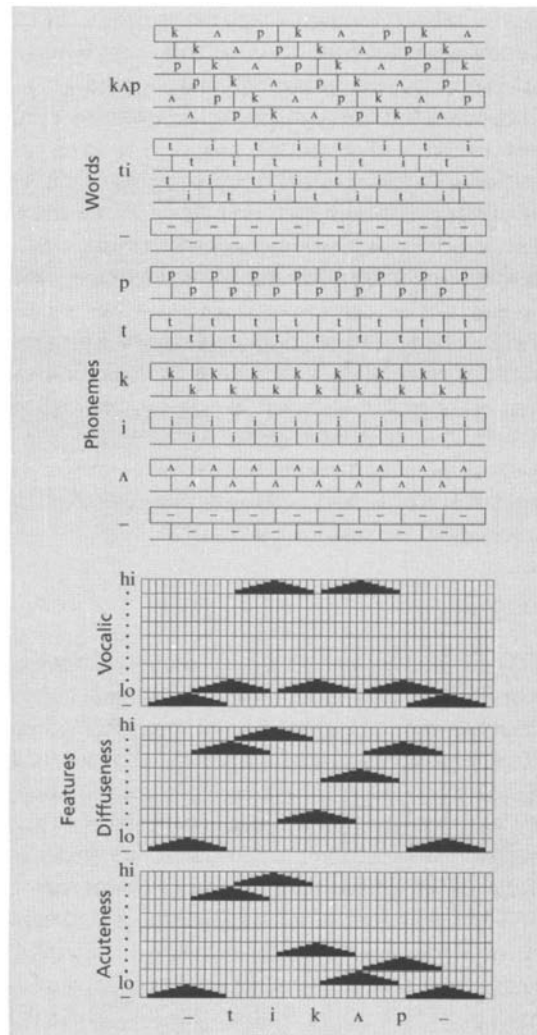 k ʌ p k ʌ p k ʌ
k ʌ p k ʌ p k
p k ʌ p k ʌ p k
kʌp
p k ʌ p k ʌ p
ʌ p k ʌ p k ʌ p
ʌ p k ʌ p k ʌ
Words
t i t i t i t i
ti
t i t i t i t
– – – – – – – –
–
– – – – – – –
p p p p p p p p
p
p p p p p p p
t t t t t t t t
t
t t t t t t t
Phonemes
k k k k k k k k
k
k k k k k k k
i i i i i i i i
i
i i i i i i i
ʌ ʌ ʌ ʌ ʌ ʌ ʌ ʌ
ʌ
ʌ ʌ ʌ ʌ ʌ ʌ ʌ
– – – – – – – –
–
– – – – – – –
Features
hi
Vocalic
lo
–
hi
Diffuseness
lo
–
hi
Acuteness
lo
–
– t i k ʌ p –